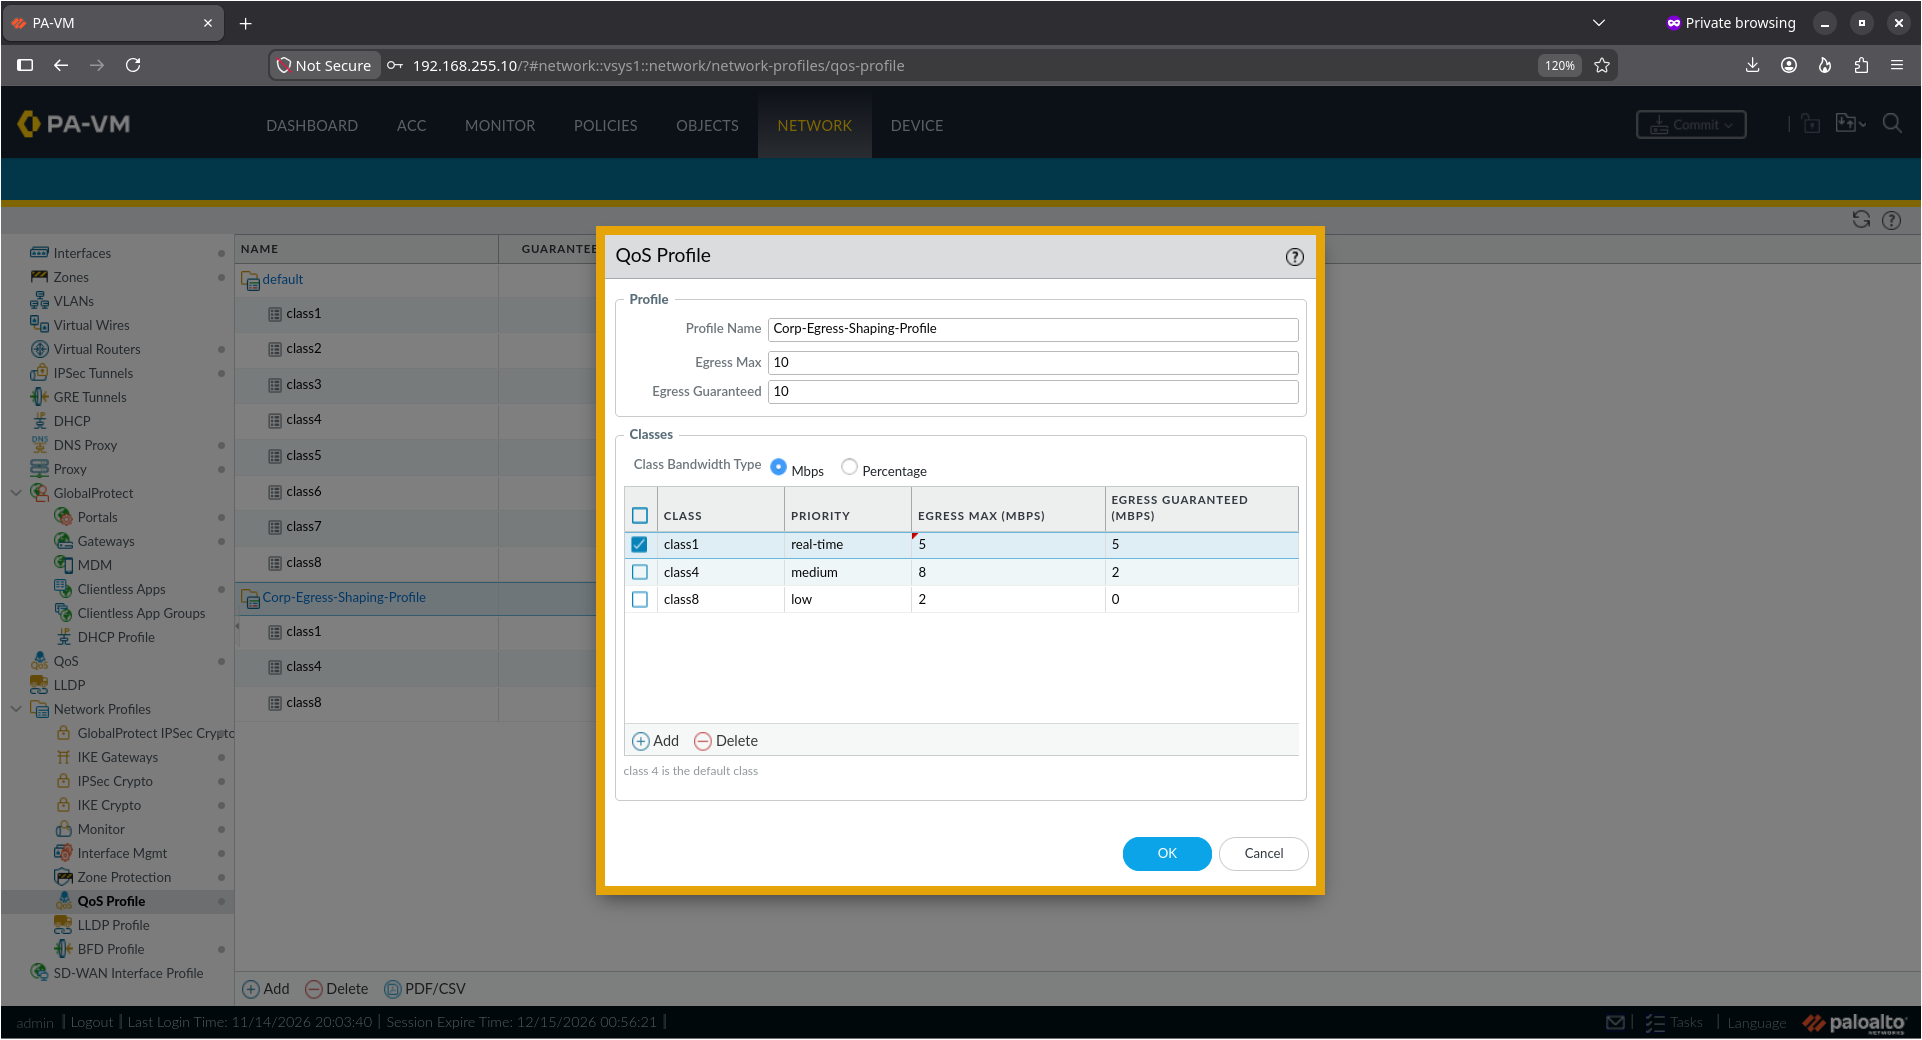 PA-VM
Private browsing
Not Secure
192.168.255.10/?#network::vsys1::network/network-profiles/qos-profile
120%
PA-VM
DASHBOARD
ACC
MONITOR
POLICIES
OBJECTS
NETWORK
DEVICE
Commit
Interfaces
Zones
VLANs
Virtual Wires
Virtual Routers
IPSec Tunnels
GRE Tunnels
DHCP
DNS Proxy
Proxy
GlobalProtect
Portals
Gateways
MDM
Clientless Apps
Clientless App Groups
DHCP Profile
QoS
LLDP
Network Profiles
GlobalProtect IPSec Crypto
IKE Gateways
IPSec Crypto
IKE Crypto
Monitor
Interface Mgmt
Zone Protection
QoS Profile
LLDP Profile
BFD Profile
SD-WAN Interface Profile
NAME
GUARANTEE
default
class1
class2
class3
class4
class5
class6
class7
class8
Corp-Egress-Shaping-Profile
class1
class4
class8
Add
Delete
PDF/CSV
QoS Profile
Profile
Profile Name Corp-Egress-Shaping-Profile
Egress Max 10
Egress Guaranteed 10
Classes
Class Bandwidth Type Mbps Percentage
CLASS PRIORITY EGRESS MAX (MBPS) EGRESS GUARANTEED (MBPS)
class1 real-time 5 5
class4 medium 8 2
class8 low 2 0
Add Delete
class 4 is the default class
OK Cancel
admin | Logout | Last Login Time: 11/14/2026 20:03:40 | Session Expire Time: 12/15/2026 00:56:21 |
Tasks | Language
paloalto
NETWORKS